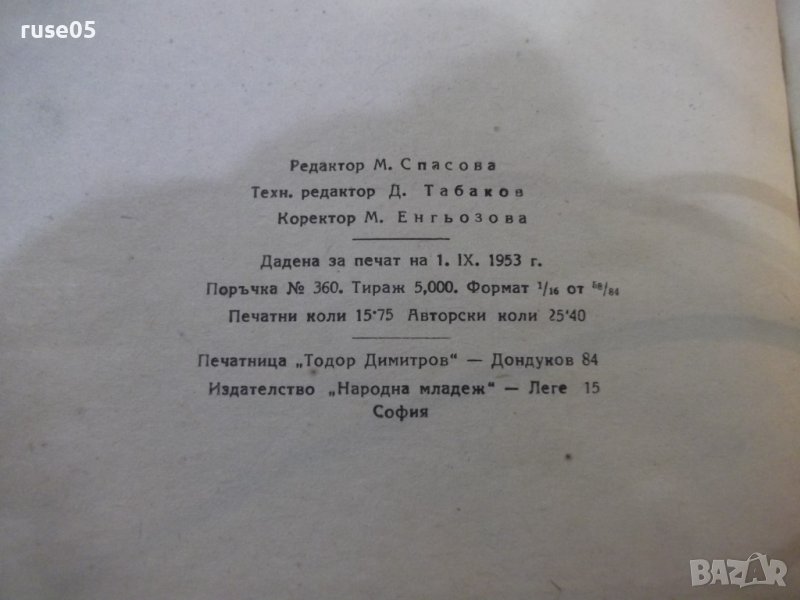 ruse05
Редактор М. Спасова
Техн. редактор Д. Табаков
Коректор М. Енгьозова
Дадена за печат на 1. IX. 1953 г.
Поръчка № 360. Тираж 5,000. Формат 1/16 от 58/84
Печатни коли 15·75 Авторски коли 25'40
Печатница „Тодор Димитров“ — Дондуков 84
Издателство „Народна младеж“ — Леге 15
София
BAZAR